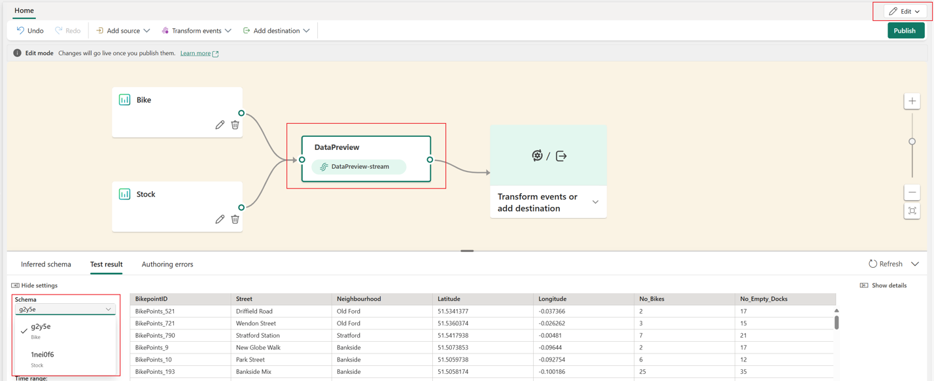 Home
Edit
Undo Redo Add source Transform events Add destination
Publish
Edit mode Changes will go live once you publish them. Learn more
Bike
DataPreview
DataPreview-stream
Stock
Transform events or
add destination
Inferred schema Test result Authoring errors
Refresh
Hide settings
Show details
Schema
g2y5e
g2y5e
Bike
1nei0f6
Stock
Time range:
BikepointID Street Neighbourhood Latitude Longitude No_Bikes No_Empty_Docks
BikePoints_521 Driffield Road Old Ford 51.5341377 -0.037366 2 17
BikePoints_721 Wendon Street Old Ford 51.5360374 -0.026262 3 15
BikePoints_790 Stratford Station Stratford 51.5417938 -0.00481 7 21
BikePoints_9 New Globe Walk Bankside 51.5073853 -0.09644 2 17
BikePoints_10 Park Street Bankside 51.5059738 -0.092754 6 12
BikePoints_193 Bankside Mix Bankside 51.5058174 -0.100186 25 35